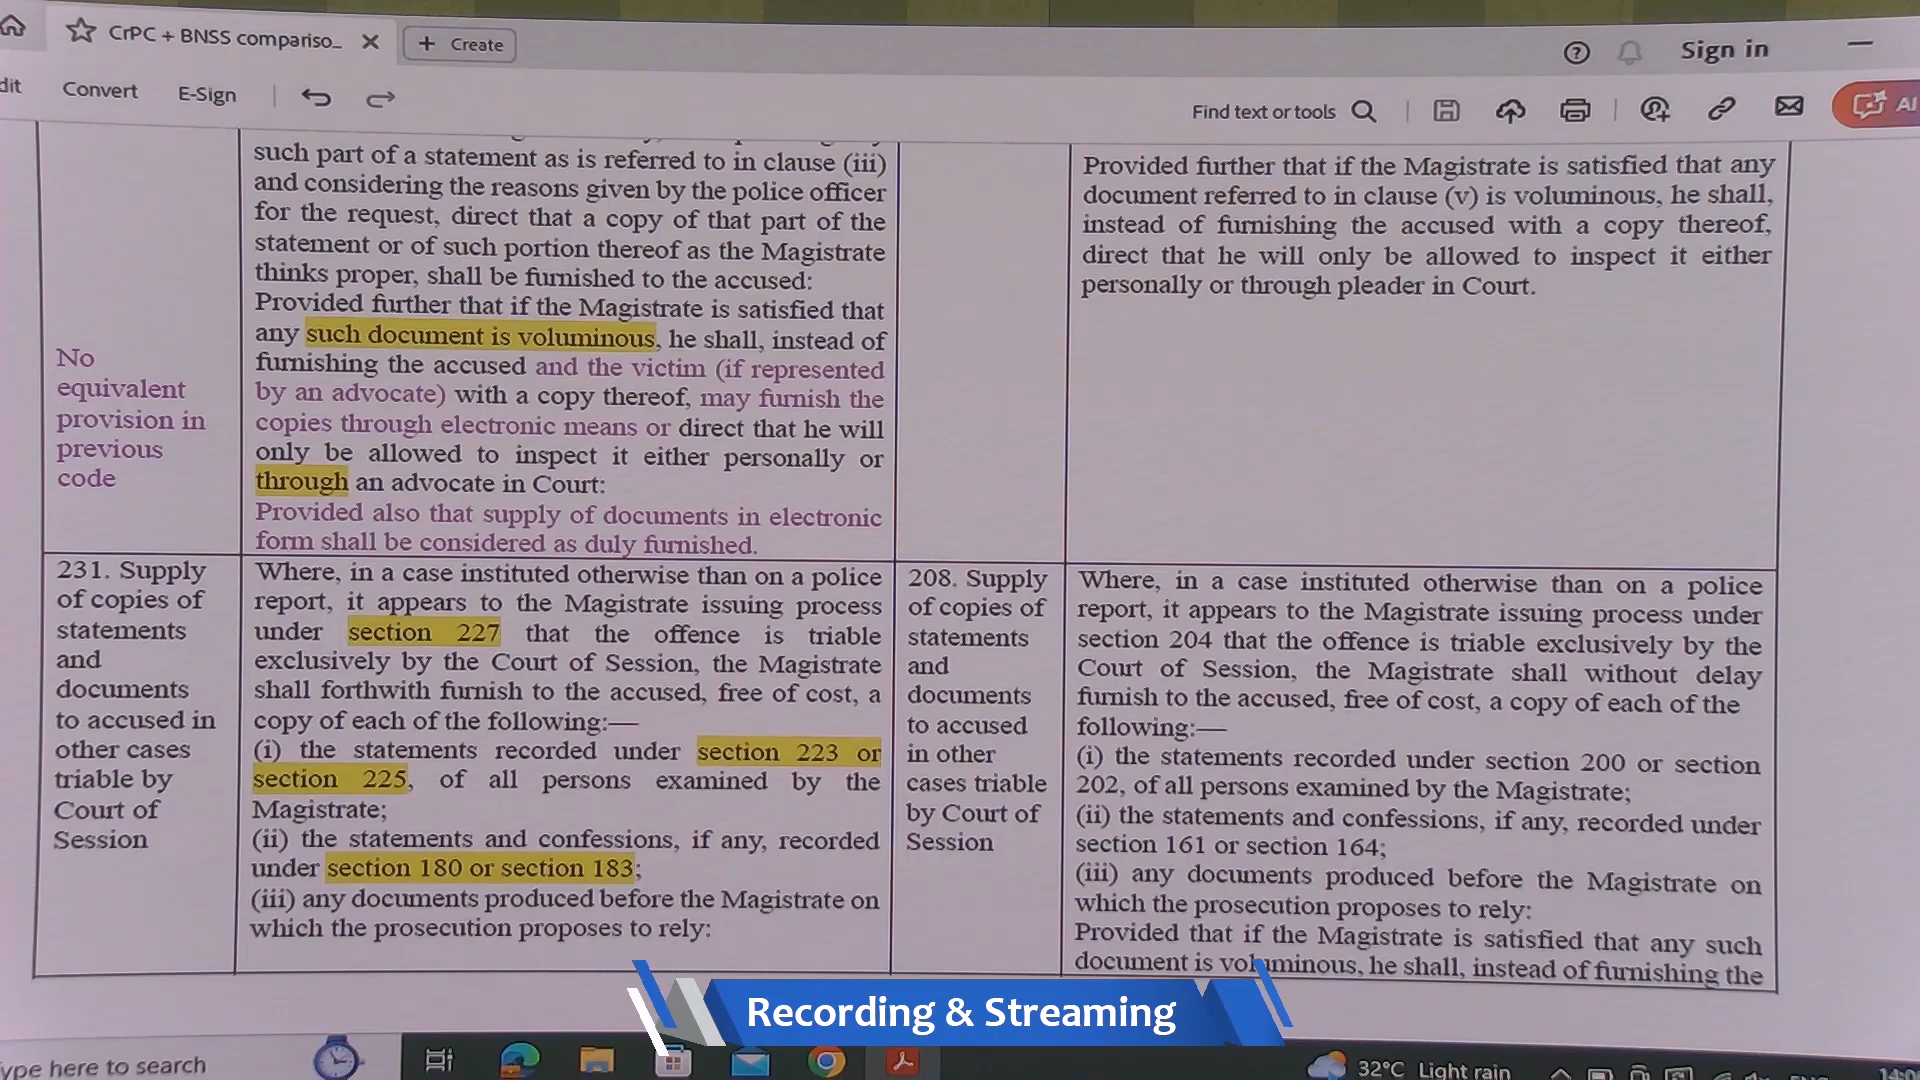 CrPC + BNSS compariso_
Create
Sign in
dit
Convert
E-Sign
Find text or tools
AI
such part of a statement as is referred to in clause (iii)
and considering the reasons given by the police officer
for the request, direct that a copy of that part of the
statement or of such portion thereof as the Magistrate
thinks proper, shall be furnished to the accused:
Provided further that if the Magistrate is satisfied that
any such document is voluminous, he shall, instead of
furnishing the accused and the victim (if represented
by an advocate) with a copy thereof, may furnish the
copies through electronic means or direct that he will
only be allowed to inspect it either personally or
through an advocate in Court:
Provided also that supply of documents in electronic
form shall be considered as duly furnished.
No
equivalent
provision in
previous
code
Provided further that if the Magistrate is satisfied that any
document referred to in clause (v) is voluminous, he shall,
instead of furnishing the accused with a copy thereof,
direct that he will only be allowed to inspect it either
personally or through pleader in Court.
231. Supply
of copies of
statements
and
documents
to accused in
other cases
triable by
Court of
Session
Where, in a case instituted otherwise than on a police
report, it appears to the Magistrate issuing process
under section 227 that the offence is triable
exclusively by the Court of Session, the Magistrate
shall forthwith furnish to the accused, free of cost, a
copy of each of the following:—
(i) the statements recorded under section 223 or
section 225, of all persons examined by the
Magistrate;
(ii) the statements and confessions, if any, recorded
under section 180 or section 183;
(iii) any documents produced before the Magistrate on
which the prosecution proposes to rely:
208. Supply
of copies of
statements
and
documents
to accused
in other
cases triable
by Court of
Session
Where, in a case instituted otherwise than on a police
report, it appears to the Magistrate issuing process under
section 204 that the offence is triable exclusively by the
Court of Session, the Magistrate shall without delay
furnish to the accused, free of cost, a copy of each of the
following:—
(i) the statements recorded under section 200 or section
202, of all persons examined by the Magistrate;
(ii) the statements and confessions, if any, recorded under
section 161 or section 164;
(iii) any documents produced before the Magistrate on
which the prosecution proposes to rely:
Provided that if the Magistrate is satisfied that any such
document is voluminous, he shall, instead of furnishing the
Recording & Streaming
ype here to search
32°C Light rain